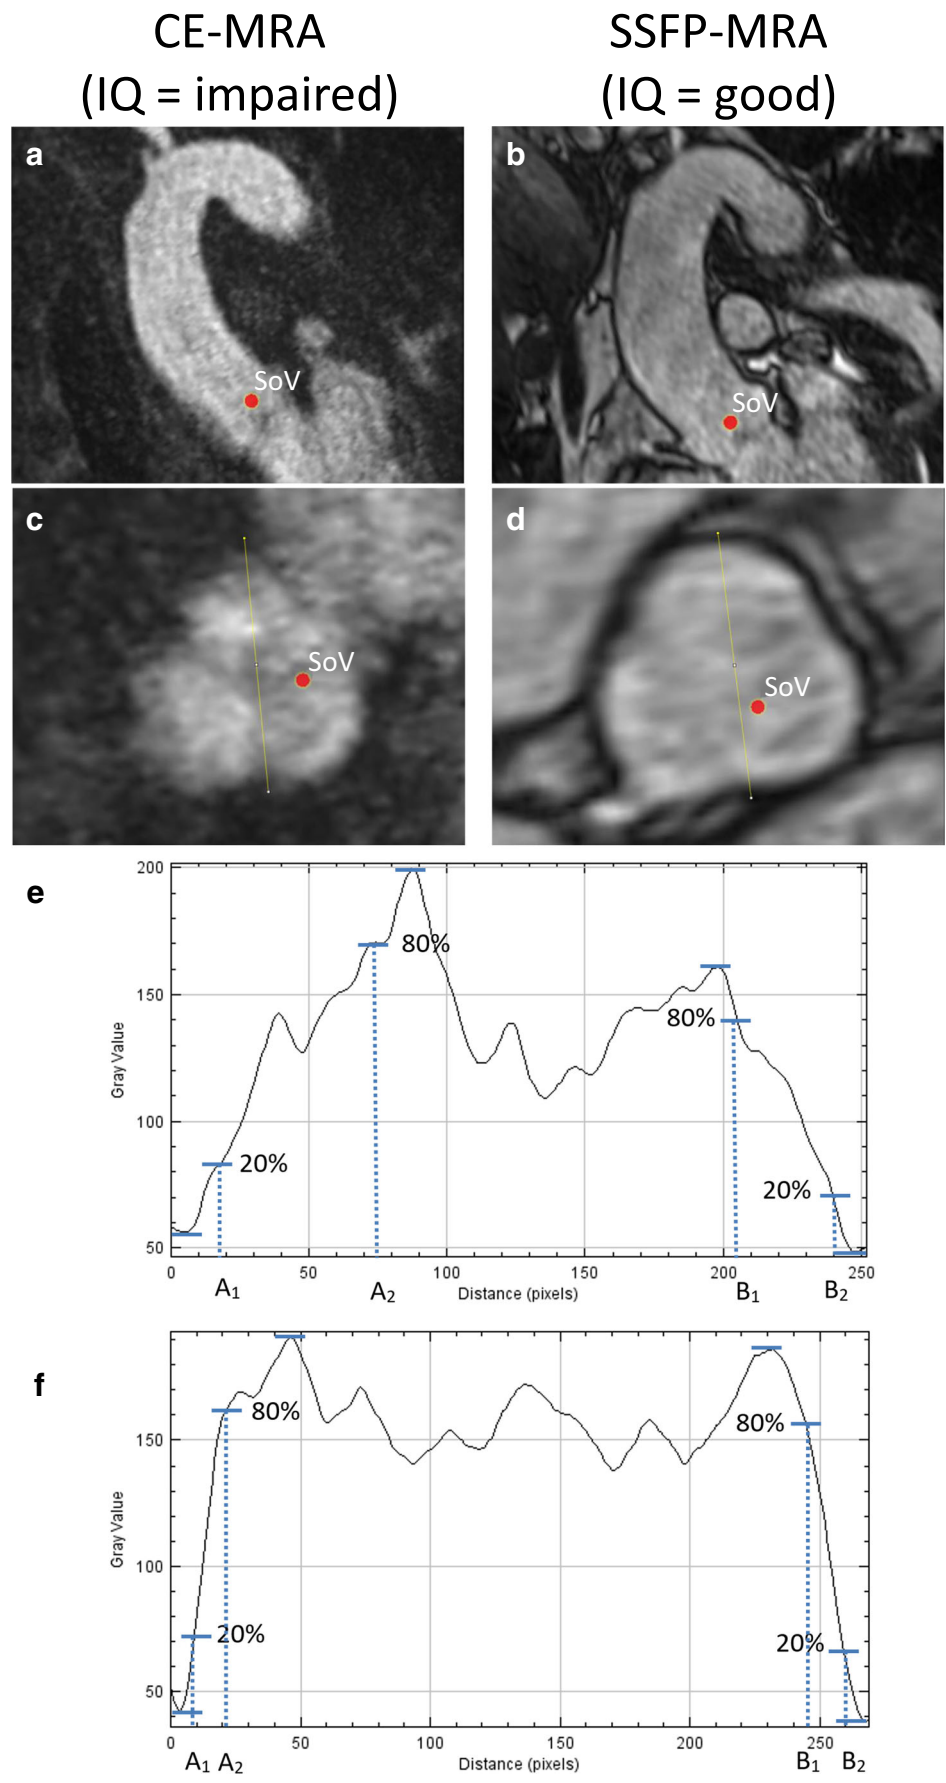 CE-MRA
(IQ = impaired)
SSFP-MRA
(IQ = good)
a
SoV
b
SoV
c
SoV
d
SoV
e
200
150
100
50
Gray Value
20%
80%
80%
20%
0
50
100
150
200
250
A1
A2
Distance (pixels)
B1
B2
f
150
100
50
Gray Value
80%
20%
80%
20%
0
50
100
150
200
250
A1 A2
Distance (pixels)
B1 B2